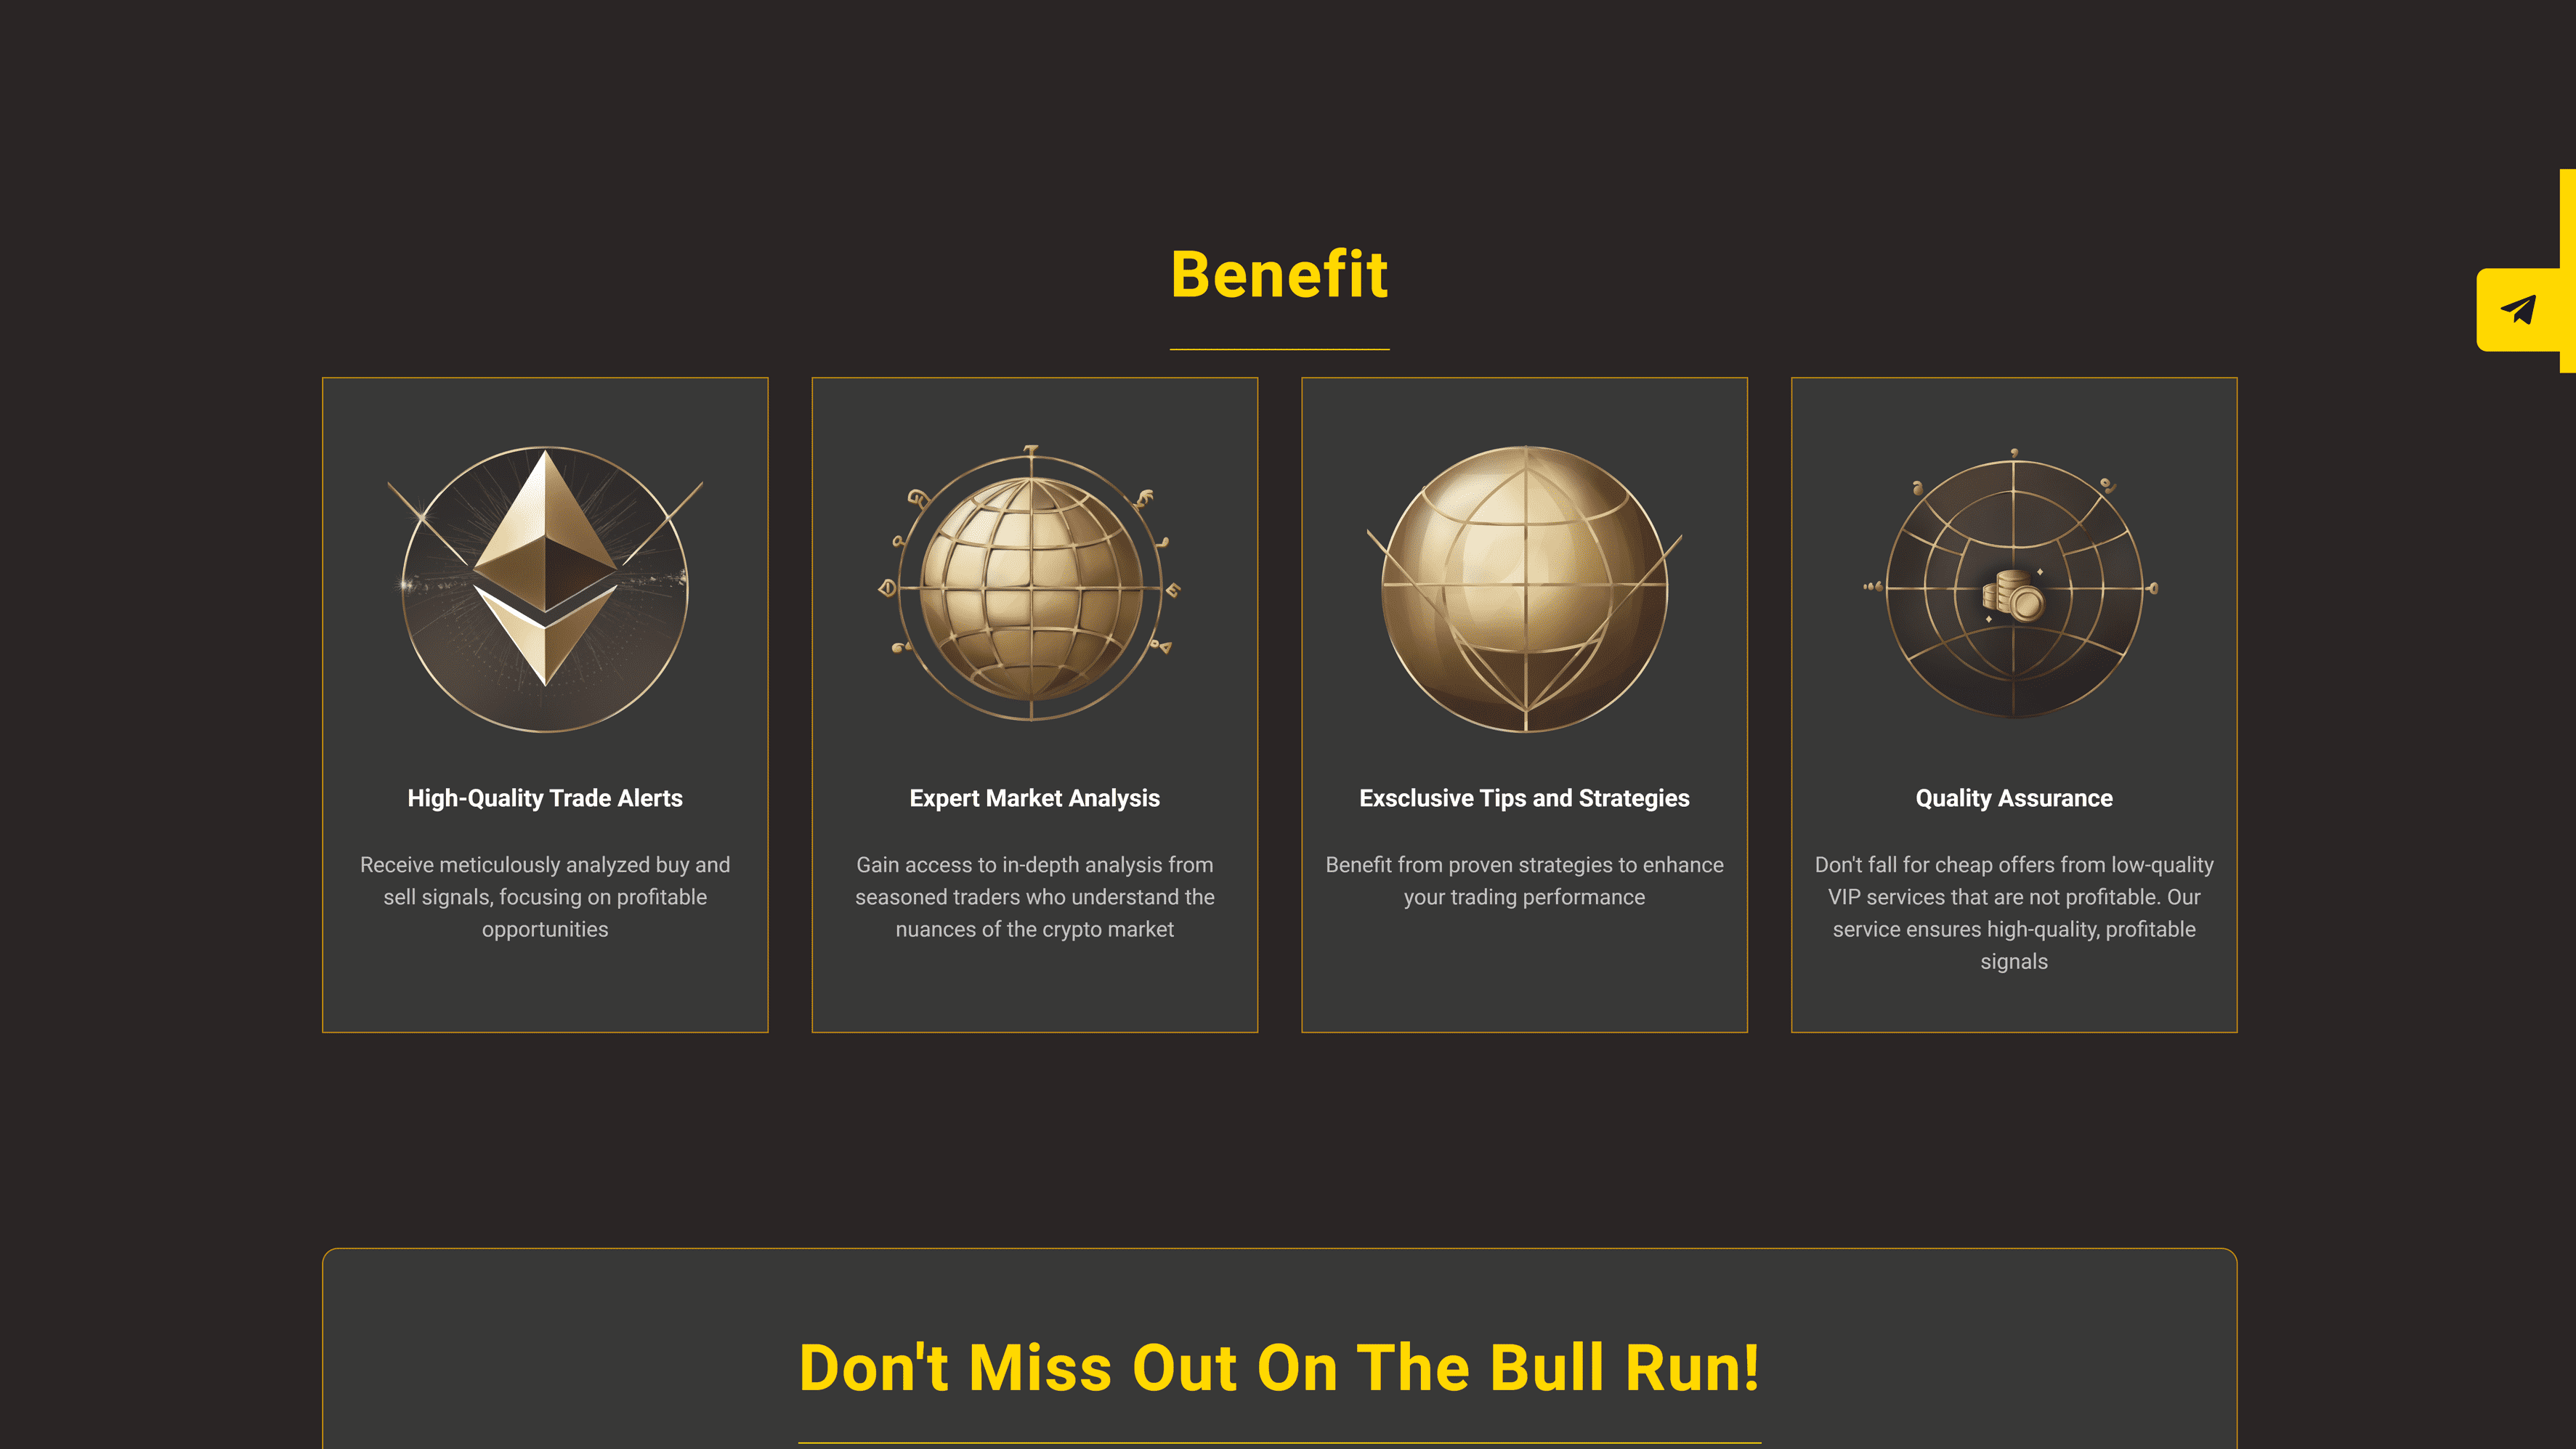 Benefit
High-Quality Trade Alerts
Receive meticulously analyzed buy and
sell signals, focusing on profitable
opportunities
Expert Market Analysis
Gain access to in-depth analysis from
seasoned traders who understand the
nuances of the crypto market
Exsclusive Tips and Strategies
Benefit from proven strategies to enhance
your trading performance
Quality Assurance
Don't fall for cheap offers from low-quality
VIP services that are not profitable. Our
service ensures high-quality, profitable
signals
Don't Miss Out On The Bull Run!